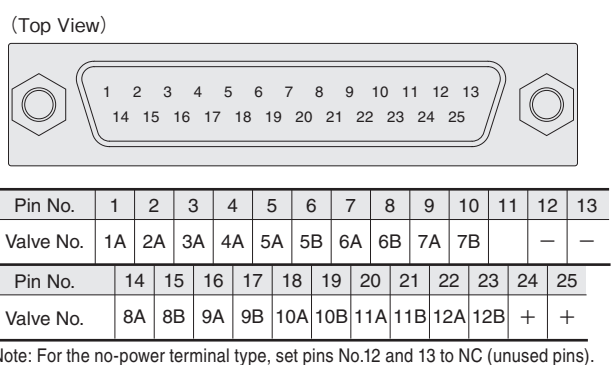 (Top View)
1 2 3 4 5 6 7 8 9 10 11 12 13
14 15 16 17 18 19 20 21 22 23 24 25
Pin No. 1 2 3 4 5 6 7 8 9 10 11 12 13
Valve No. 1A 2A 3A 4A 5A 5B 6A 6B 7A 7B − −
Pin No. 14 15 16 17 18 19 20 21 22 23 24 25
Valve No. 8A 8B 9A 9B 10A 10B 11A 11B 12A 12B + +
Note: For the no-power terminal type, set pins No.12 and 13 to NC (unused pins).